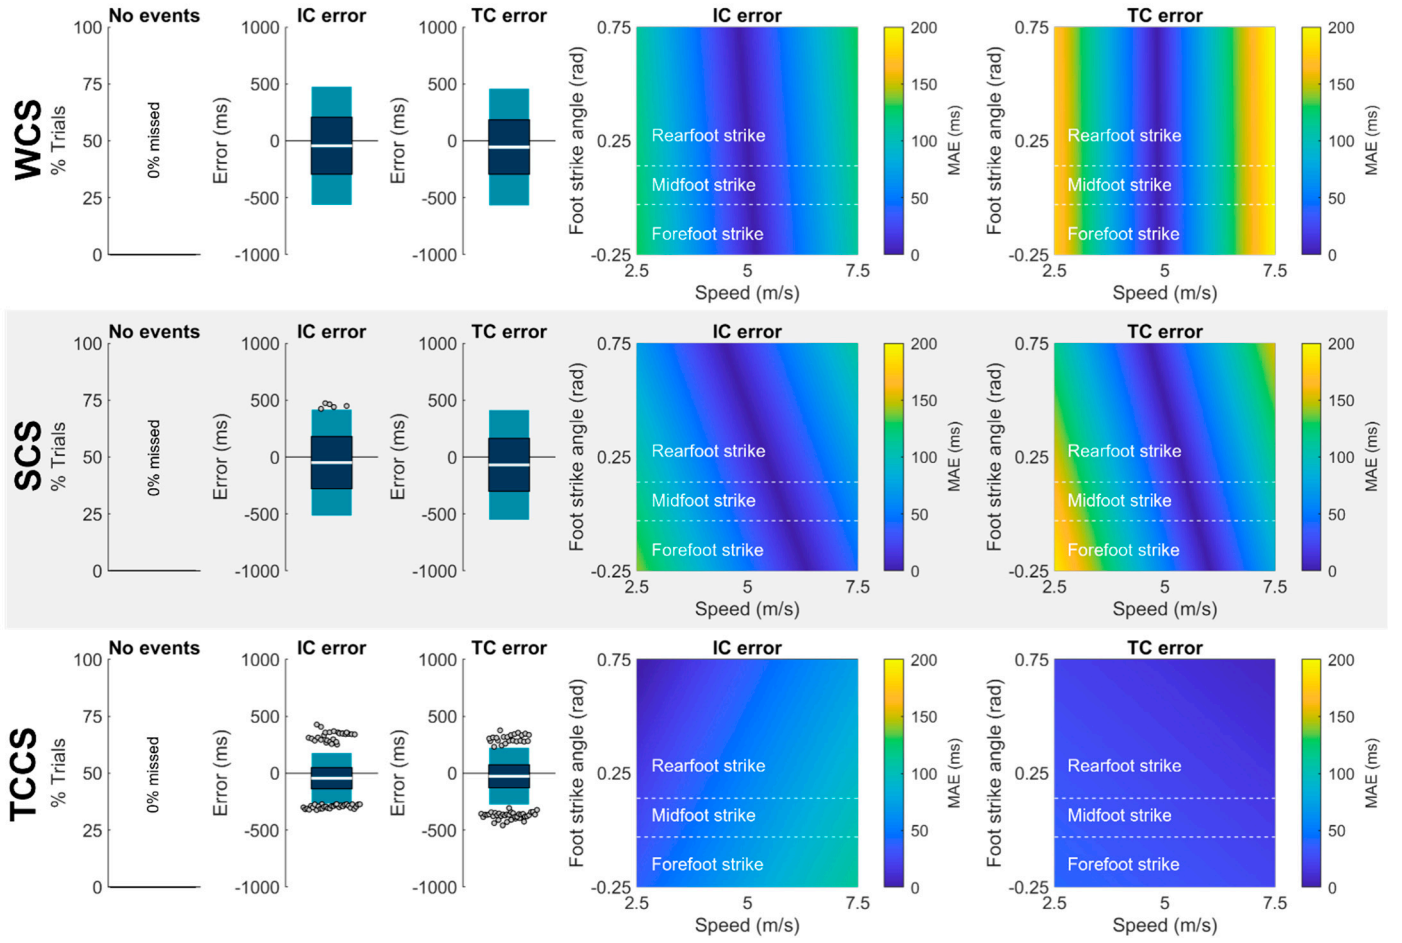 WCS
No events
% Trials
100
75
50
25
0
0% missed
IC error
Error (ms)
1000
500
0
-500
-1000
TC error
Error (ms)
1000
500
0
-500
-1000
IC error
Foot strike angle (rad)
0.75
0.25
-0.25
Rearfoot strike
Midfoot strike
Forefoot strike
2.5 5 7.5
Speed (m/s)
200
150
100
50
0
MAE (ms)
TC error
Foot strike angle (rad)
0.75
0.25
-0.25
Rearfoot strike
Midfoot strike
Forefoot strike
2.5 5 7.5
Speed (m/s)
200
150
100
50
0
MAE (ms)
SCS
No events
% Trials
100
75
50
25
0
0% missed
IC error
Error (ms)
1000
500
0
-500
-1000
TC error
Error (ms)
1000
500
0
-500
-1000
IC error
Foot strike angle (rad)
0.75
0.25
-0.25
Rearfoot strike
Midfoot strike
Forefoot strike
2.5 5 7.5
Speed (m/s)
200
150
100
50
0
MAE (ms)
TC error
Foot strike angle (rad)
0.75
0.25
-0.25
Rearfoot strike
Midfoot strike
Forefoot strike
2.5 5 7.5
Speed (m/s)
200
150
100
50
0
MAE (ms)
TCCS
No events
% Trials
100
75
50
25
0
0% missed
IC error
Error (ms)
1000
500
0
-500
-1000
TC error
Error (ms)
1000
500
0
-500
-1000
IC error
Foot strike angle (rad)
0.75
0.25
-0.25
Rearfoot strike
Midfoot strike
Forefoot strike
2.5 5 7.5
Speed (m/s)
200
150
100
50
0
MAE (ms)
TC error
Foot strike angle (rad)
0.75
0.25
-0.25
Rearfoot strike
Midfoot strike
Forefoot strike
2.5 5 7.5
Speed (m/s)
200
150
100
50
0
MAE (ms)